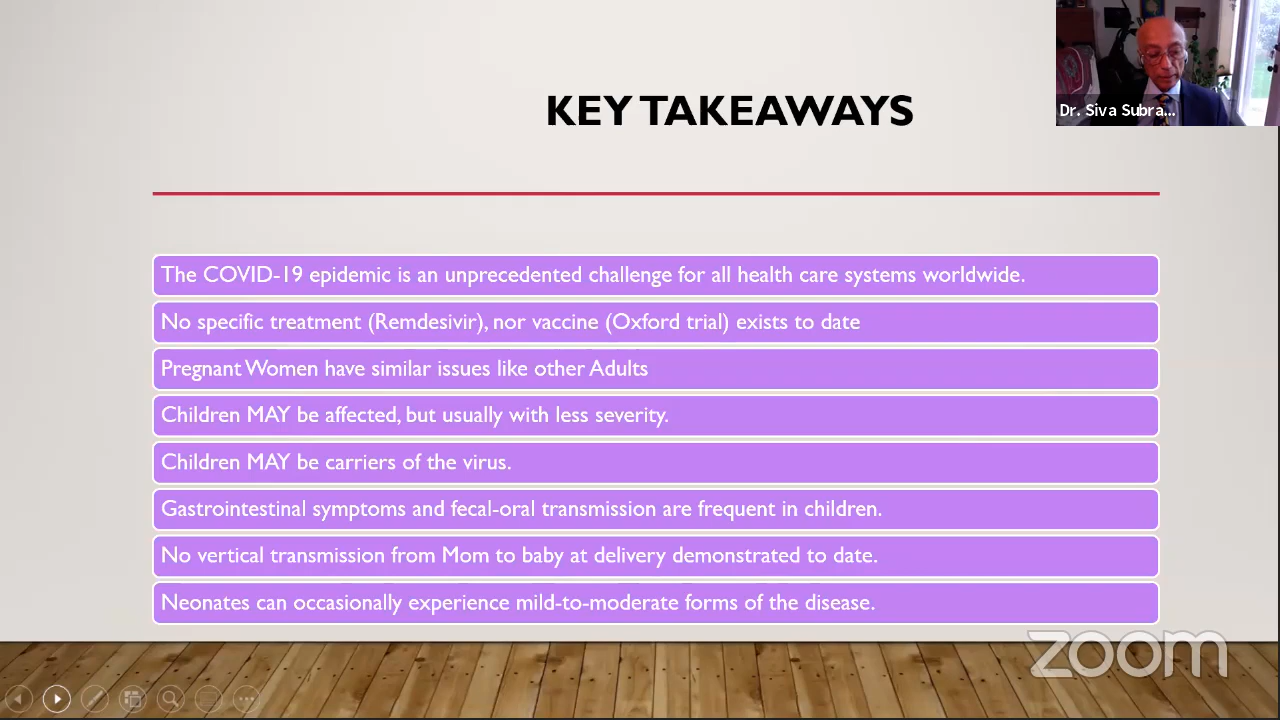 KEY TAKEAWAYS
Dr. Siva Subra...
The COVID-19 epidemic is an unprecedented challenge for all health care systems worldwide.
No specific treatment (Remdesivir), nor vaccine (Oxford trial) exists to date
Pregnant Women have similar issues like other Adults
Children MAY be affected, but usually with less severity.
Children MAY be carriers of the virus.
Gastrointestinal symptoms and fecal-oral transmission are frequent in children.
No vertical transmission from Mom to baby at delivery demonstrated to date.
Neonates can occasionally experience mild-to-moderate forms of the disease.
zoom